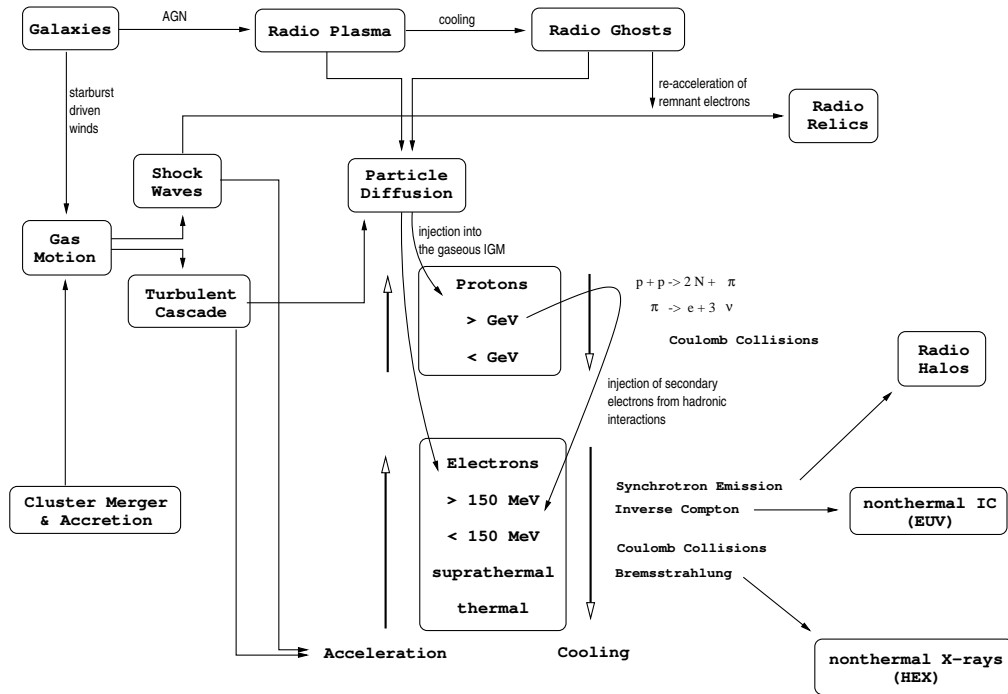 Galaxies
AGN
Radio Plasma
cooling
Radio Ghosts
starburst
driven
winds
re-acceleration of
remnant electrons
Radio
Relics
Shock
Waves
Particle
Diffusion
Gas
Motion
injection into
the gaseous IGM
Turbulent
Cascade
Protons
> GeV
< GeV
p + p -> 2 N + π
π -> e + 3 ν
Coulomb Collisions
Radio
Halos
injection of secondary
electrons from hadronic
interactions
Cluster Merger
& Accretion
Electrons
> 150 MeV
< 150 MeV
suprathermal
thermal
Synchrotron Emission
Inverse Compton
nonthermal IC
(EUV)
Coulomb Collisions
Bremsstrahlung
Acceleration
Cooling
nonthermal X-rays
(HEX)